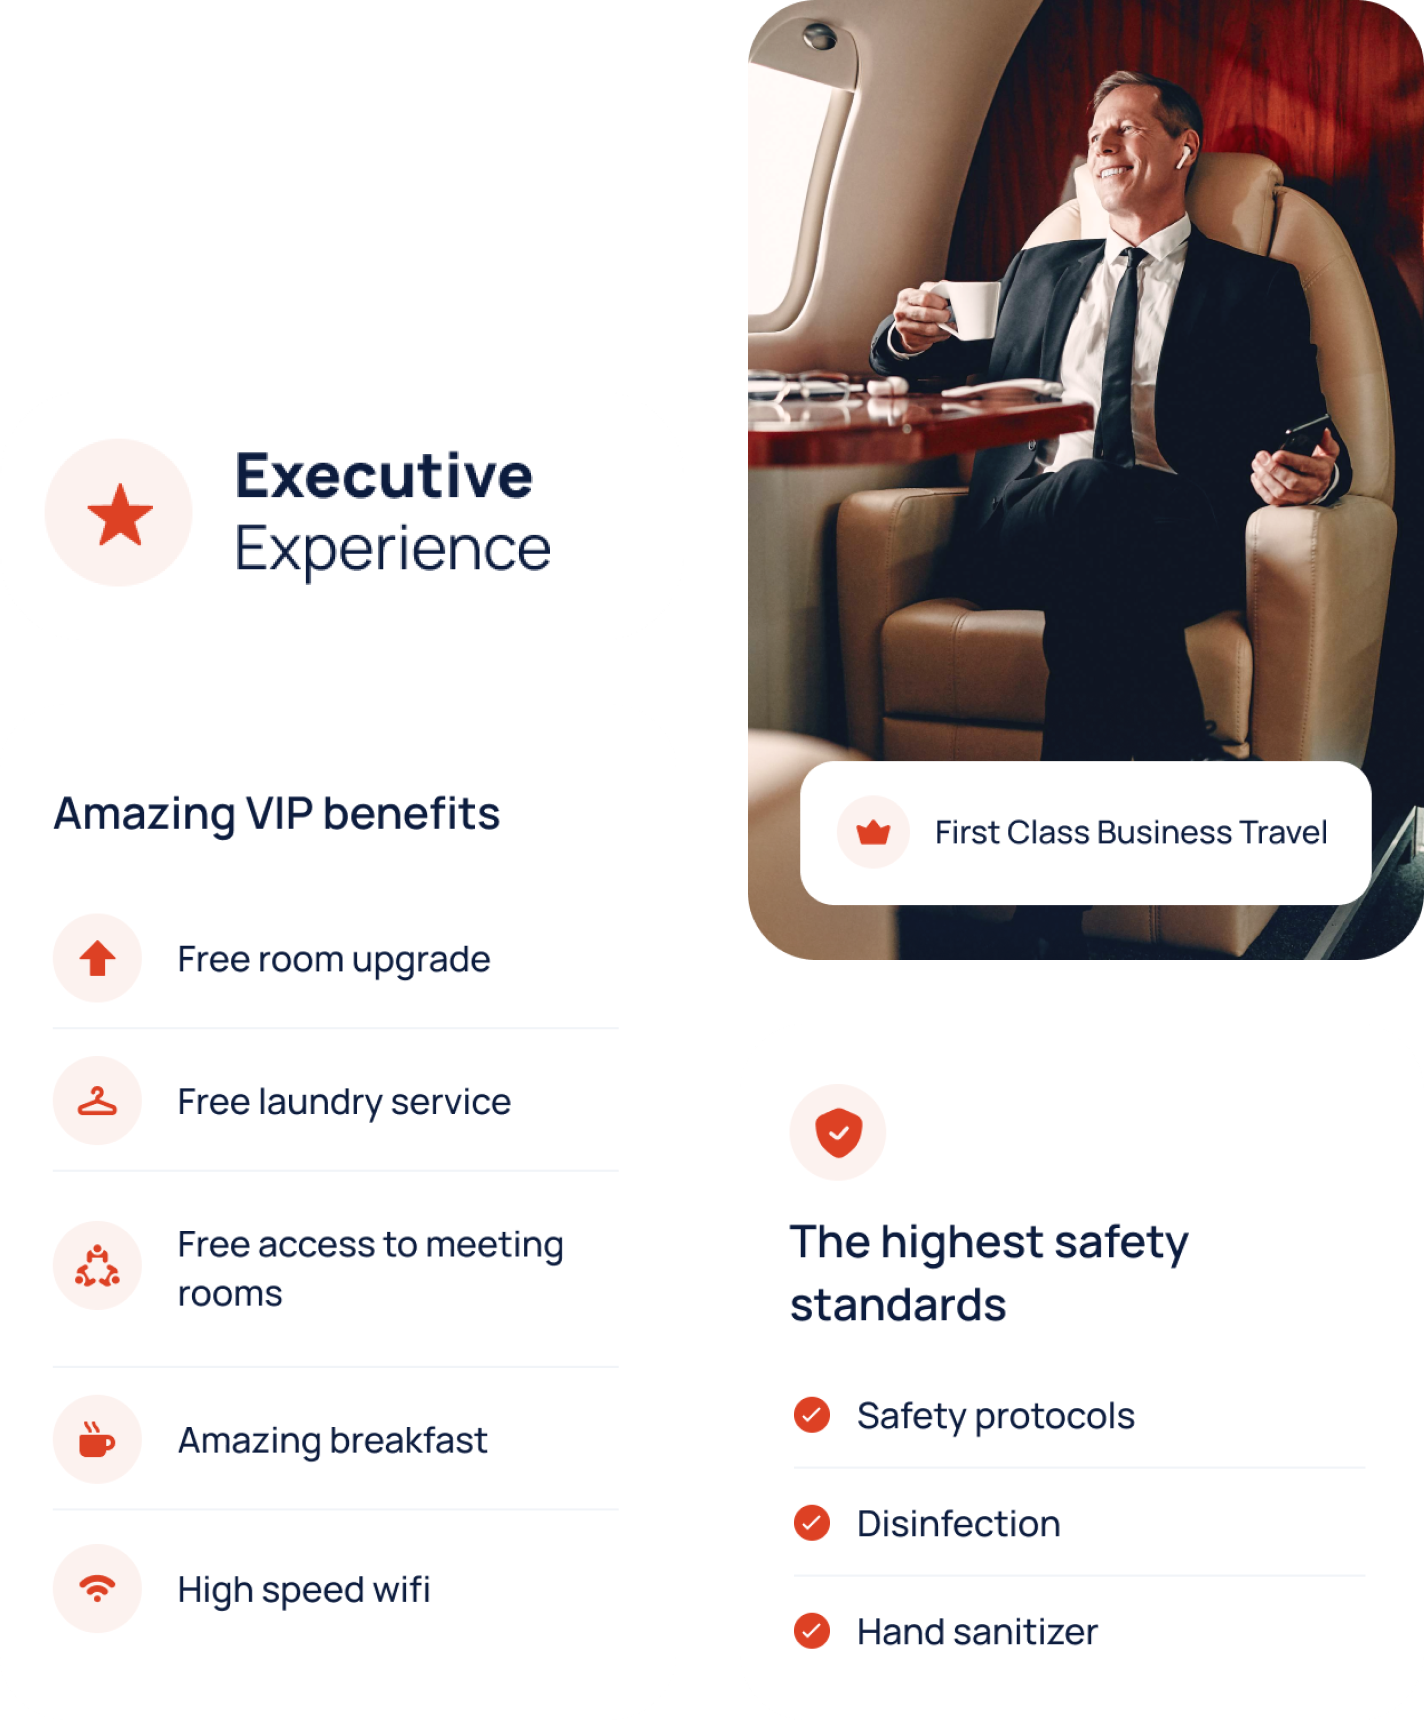 Executive
Experience
Amazing VIP benefits
Free room upgrade
Free laundry service
Free access to meeting
rooms
Amazing breakfast
High speed wifi
First Class Business Travel
The highest safety
standards
Safety protocols
Disinfection
Hand sanitizer